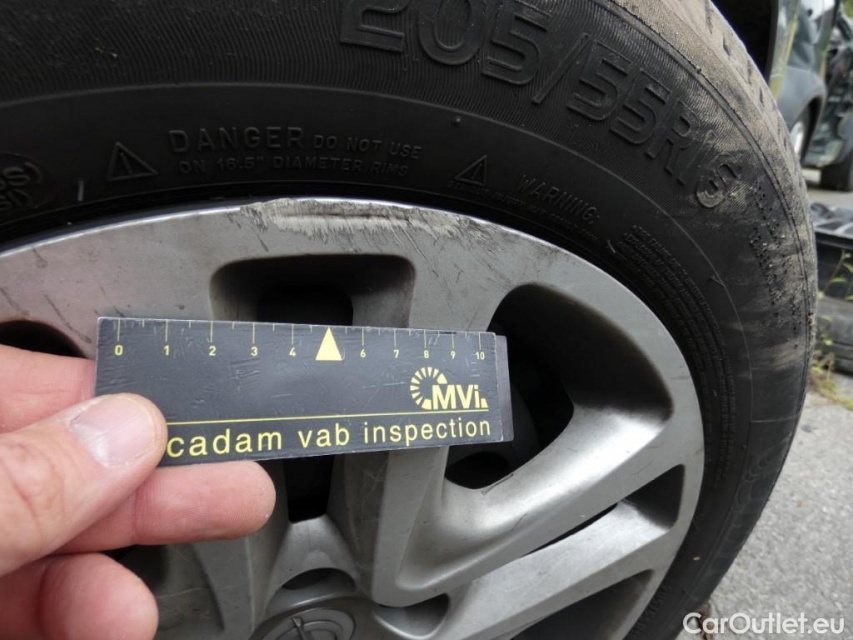 205/55R16
DANGER DO NOT USE
ON 16.5" DIAMETER RING
WARNING:
0 1 2 3 4 6 7 8 9 10
MVi
cadam vab inspection
CarOutlet.eu